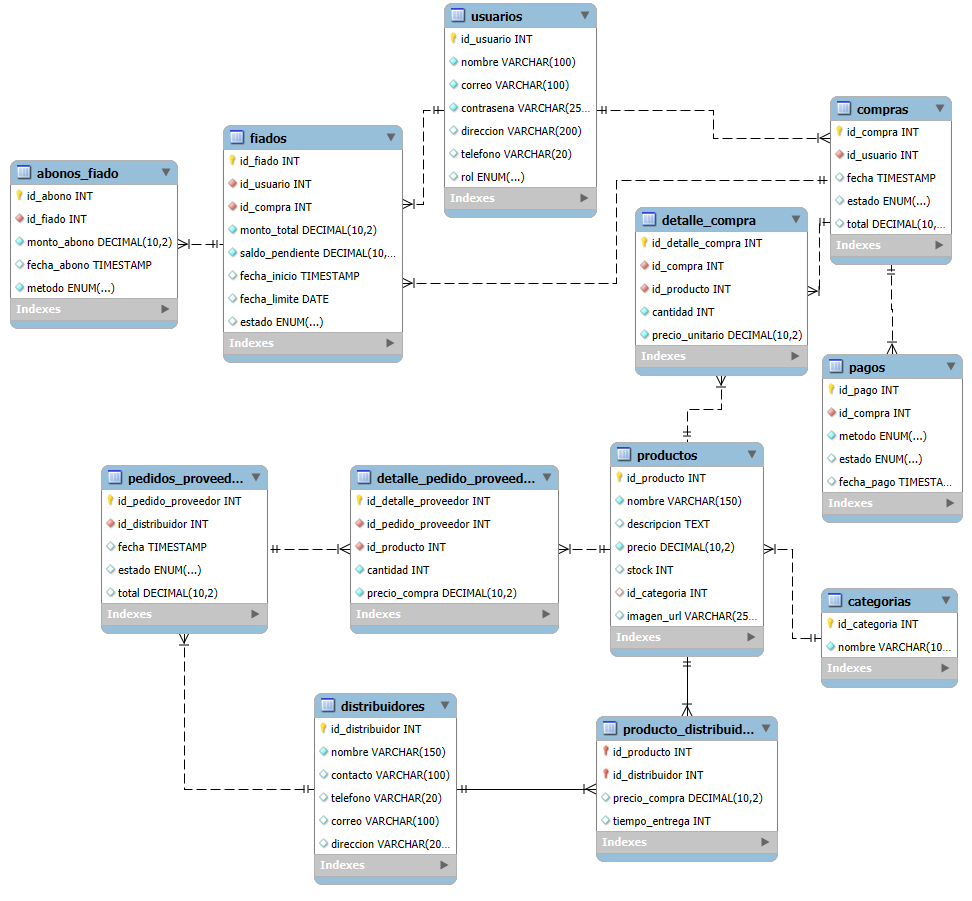 usuarios
id_usuario INT
nombre VARCHAR(100)
correo VARCHAR(100)
contrasena VARCHAR(25...
direccion VARCHAR(200)
telefono VARCHAR(20)
rol ENUM(...)
Indexes
compras
id_compra INT
id_usuario INT
fecha TIMESTAMP
estado ENUM(...)
total DECIMAL(10,...
Indexes
fiados
id_fiado INT
id_usuario INT
id_compra INT
monto_total DECIMAL(10,2)
saldo_pendiente DECIMAL(10,...
fecha_inicio TIMESTAMP
fecha_limite DATE
estado ENUM(...)
Indexes
abonos_fiado
id_abono INT
id_fiado INT
monto_abono DECIMAL(10,2)
fecha_abono TIMESTAMP
metodo ENUM(...)
Indexes
detalle_compra
id_detalle_compra INT
id_compra INT
id_producto INT
cantidad INT
precio_unitario DECIMAL(10,2)
Indexes
pagos
id_pago INT
id_compra INT
metodo ENUM(...)
estado ENUM(...)
fecha_pago TIMESTA...
Indexes
pedidos_proveed...
id_pedido_proveedor INT
id_distribuidor INT
fecha TIMESTAMP
estado ENUM(...)
total DECIMAL(10,2)
Indexes
detalle_pedido_proveed...
id_detalle_proveedor INT
id_pedido_proveedor INT
id_producto INT
cantidad INT
precio_compra DECIMAL(10,2)
Indexes
productos
id_producto INT
nombre VARCHAR(150)
descripcion TEXT
precio DECIMAL(10,2)
stock INT
id_categoria INT
imagen_url VARCHAR(25...
Indexes
categorias
id_categoria INT
nombre VARCHAR(10...
Indexes
distribuidores
id_distribuidor INT
nombre VARCHAR(150)
contacto VARCHAR(100)
telefono VARCHAR(20)
correo VARCHAR(100)
direccion VARCHAR(20...
Indexes
producto_distribuid...
id_producto INT
id_distribuidor INT
precio_compra DECIMAL(10,2)
tiempo_entrega INT
Indexes